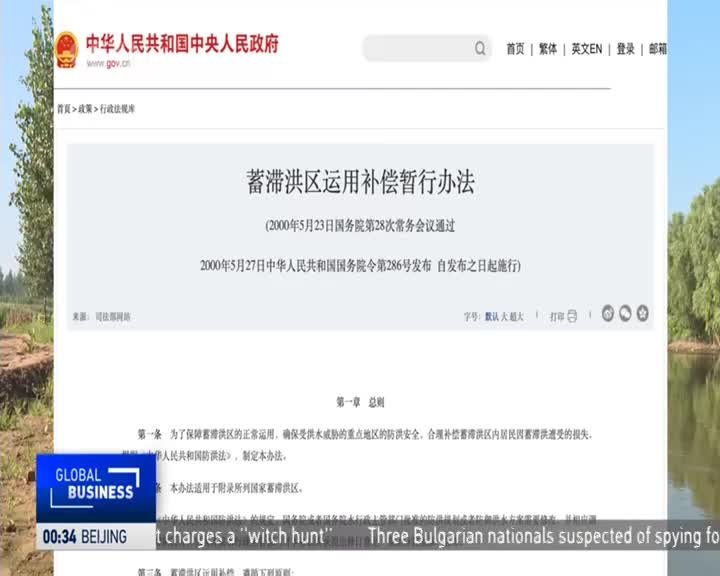 中华人民共和国中央人民政府
www.gov.cn
首页 | 繁体 | 英文EN | 登录 | 邮箱
首页 > 政策 > 行政法规库
蓄滞洪区运用补偿暂行办法
(2000年5月23日国务院第28次常务会议通过
2000年5月27日中华人民共和国国务院令第286号发布 自发布之日起施行)
来源： 司法部网站
字号：默认 大 超大 | 打印 |
第一章 总则
第一条 为了保障蓄滞洪区的正常运用，确保受洪水威胁的重点地区的防洪安全，合理补偿蓄滞洪区内居民因蓄滞洪遭受的损失，
华人民共和国防洪法》，制定本办法。
条 本办法适用于附录所列国家蓄滞洪区。
GLOBAL
BUSINESS
00:34 BEIJING
t charges a "witch hunt" Three Bulgarian nationals suspected of spying fo
第三条 蓄滞洪区运用补偿，遵循下列原则：